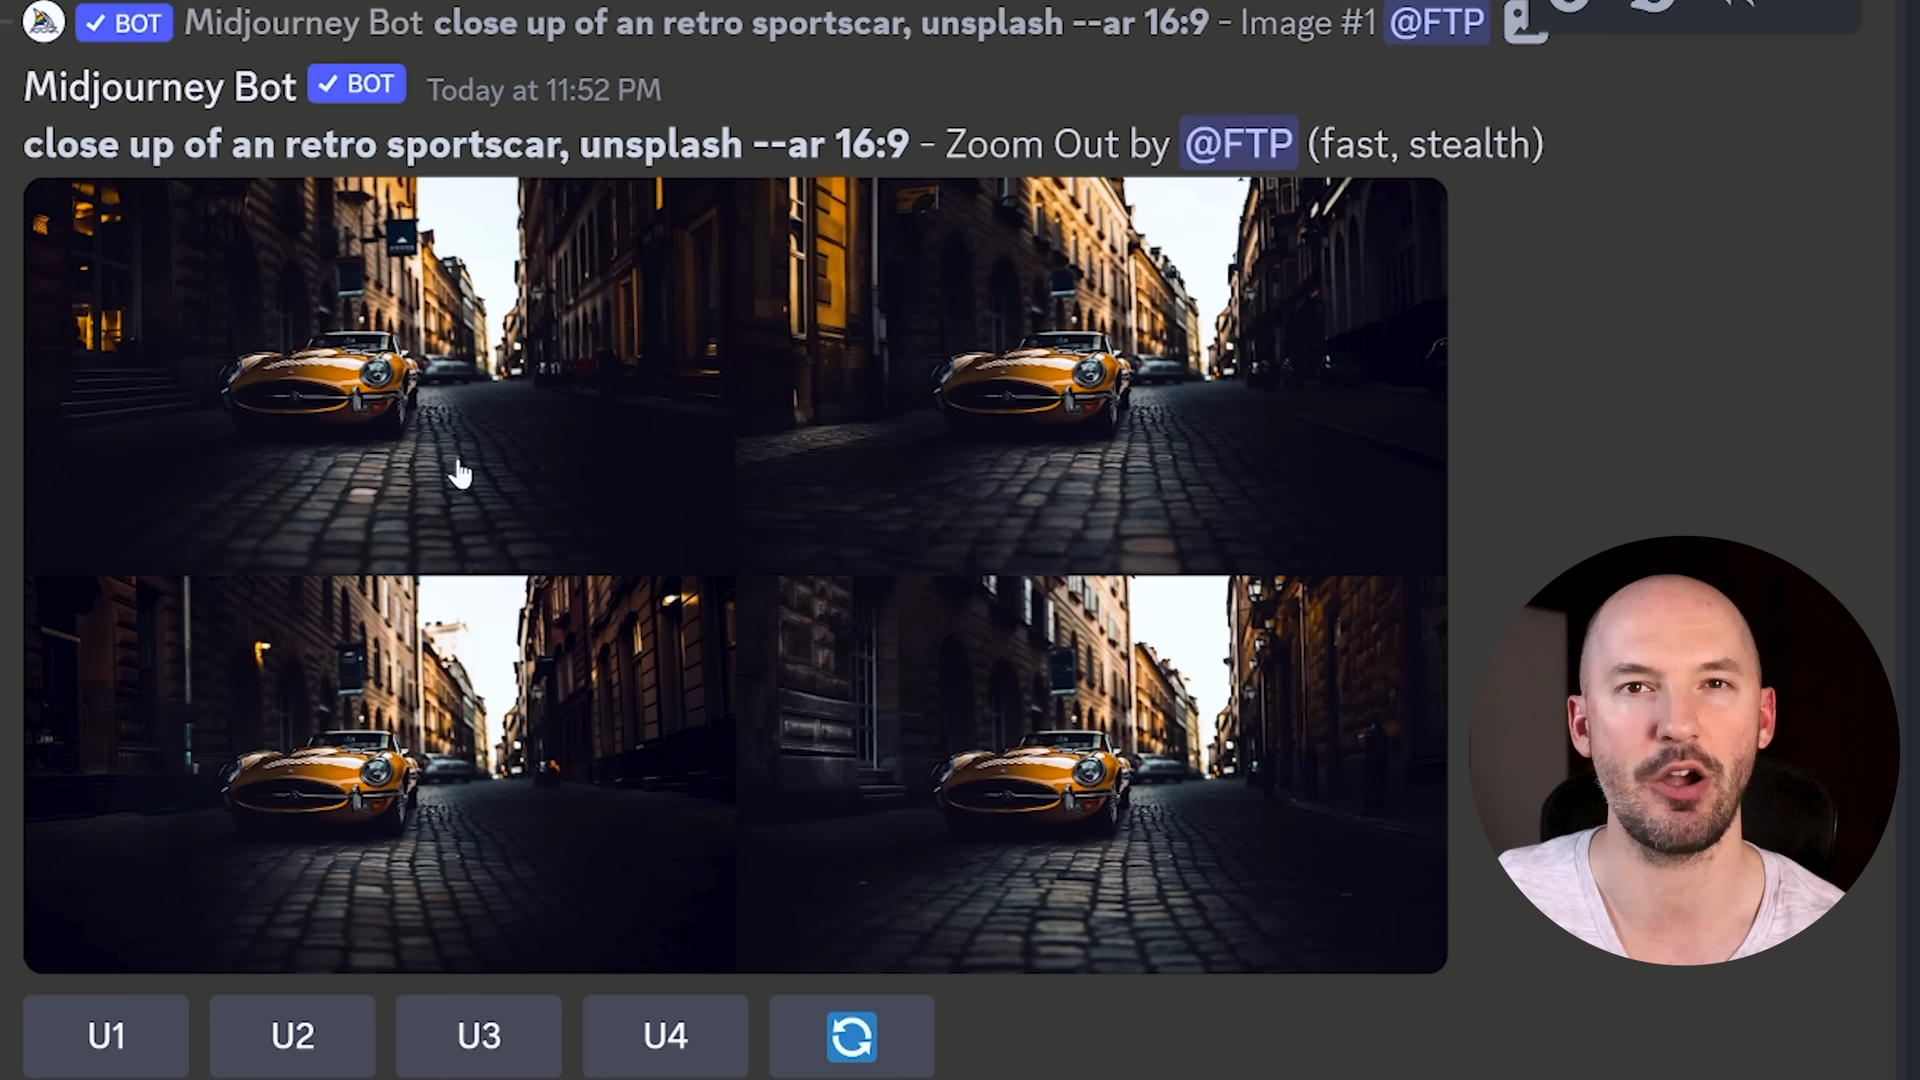 ✓ BOT Midjourney Bot close up of an retro sportscar, unsplash --ar 16:9 - Image #1 @FTP
Midjourney Bot ✓ BOT Today at 11:52 PM
close up of an retro sportscar, unsplash --ar 16:9 - Zoom Out by @FTP (fast, stealth)
U1 U2 U3 U4